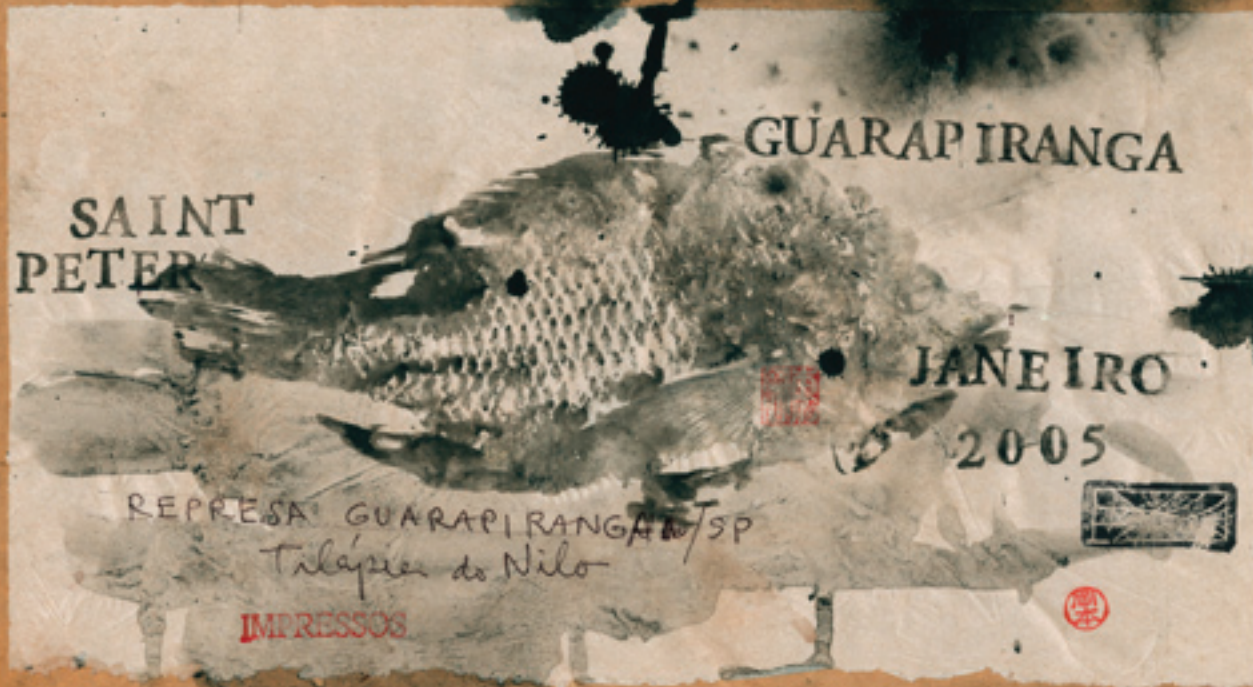 GUARAPIRANGA
SAINT
PETER
JANEIRO
2005
REPRESA GUARAPIRANGA/SP
Tilápia do Nilo
IMPRESSOS